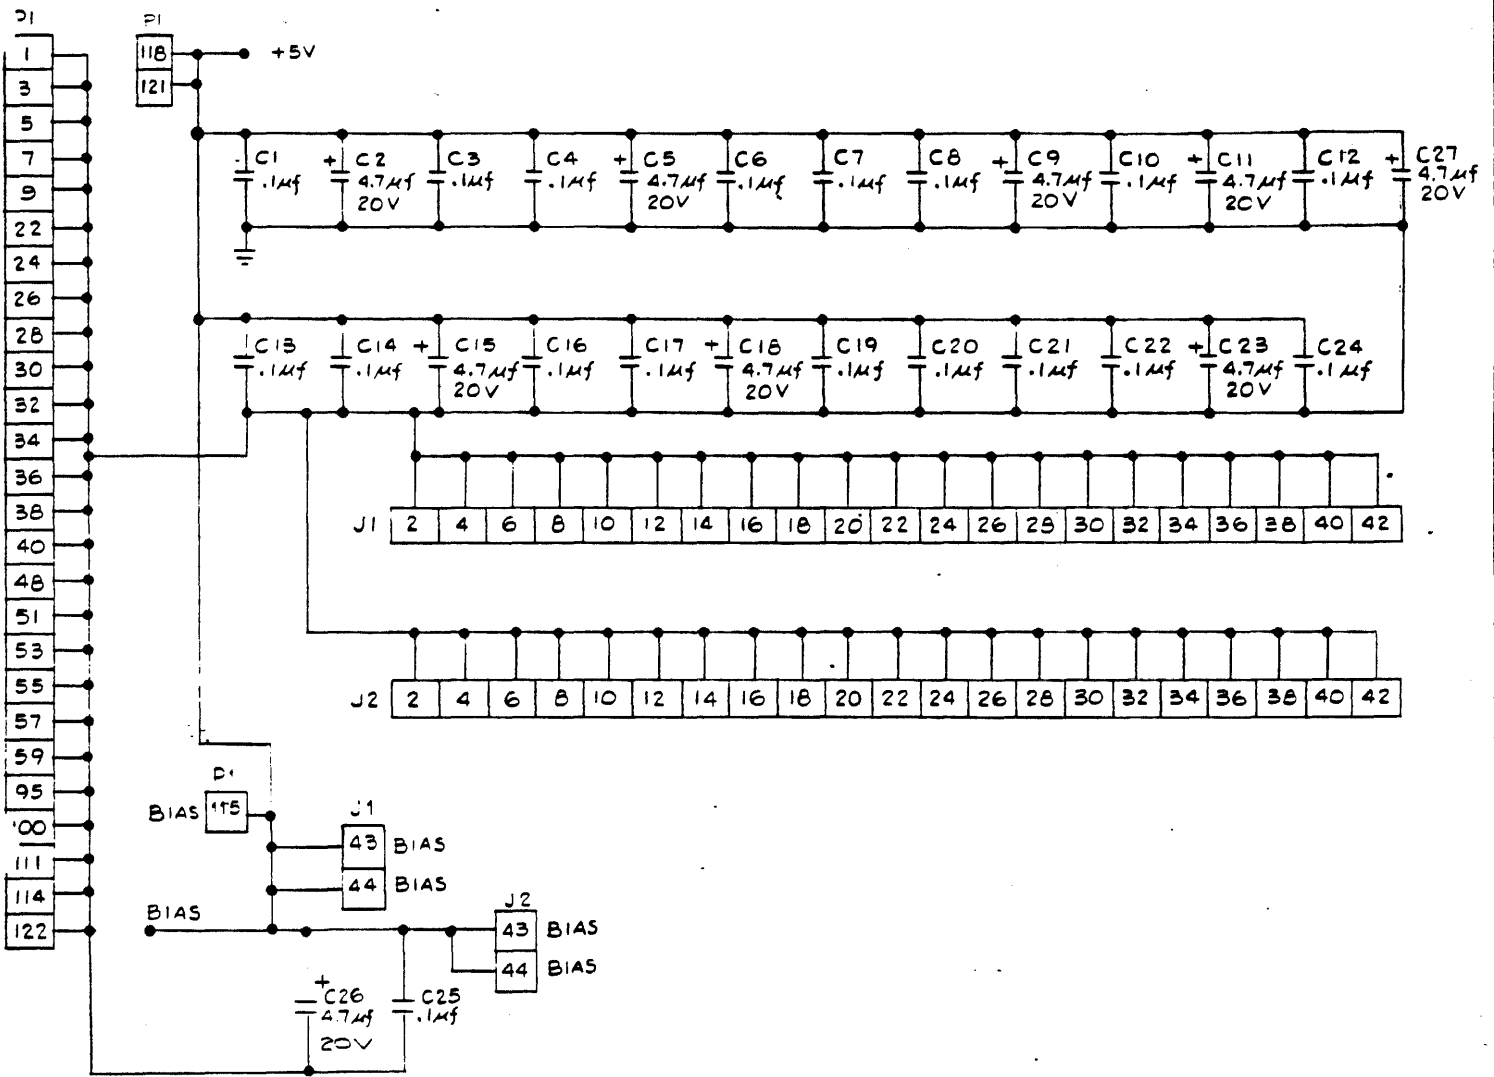 P1
P1
1
3
5
7
9
22
24
26
28
30
32
34
36
38
40
48
51
53
55
57
59
95
100
111
114
122
118
121
+5V
C1 .1µf
+ C2 4.7µf 20V
C3 .1µf
C4 .1µf
+ C5 4.7µf 20V
C6 .1µf
C7 .1µf
C8 .1µf
+ C9 4.7µf 20V
C10 .1µf
+ C11 4.7µf 20V
C12 .1µf
+ C27 4.7µf 20V
C13 .1µf
C14 .1µf
+ C15 4.7µf 20V
C16 .1µf
C17 .1µf
+ C18 4.7µf 20V
C19 .1µf
C20 .1µf
C21 .1µf
C22 .1µf
+ C23 4.7µf 20V
C24 .1µf
J1 2 4 6 8 10 12 14 16 18 20 22 24 26 28 30 32 34 36 38 40 42
J2 2 4 6 8 10 12 14 16 18 20 22 24 26 28 30 32 34 36 38 40 42
P1
BIAS 115
J1
43 BIAS
44 BIAS
BIAS
J2
43 BIAS
44 BIAS
+ C26 4.7µf 20V
C25 .1µf